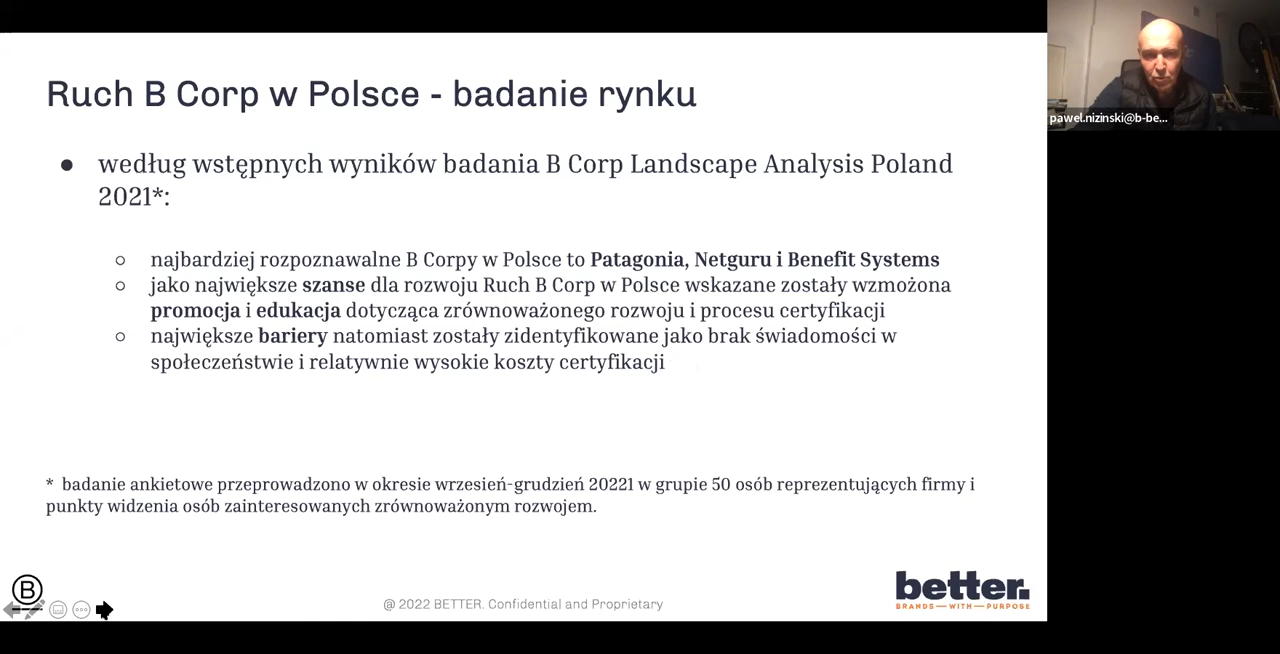 Ruch B Corp w Polsce - badanie rynku
● według wstępnych wyników badania B Corp Landscape Analysis Poland
2021*:
○ najbardziej rozpoznawalne B Corpy w Polsce to Patagonia, Netguru i Benefit Systems
○ jako największe szanse dla rozwoju Ruch B Corp w Polsce wskazane zostały wzmożona
promocja i edukacja dotycząca zrównoważonego rozwoju i procesu certyfikacji
○ największe bariery natomiast zostały zidentyfikowane jako brak świadomości w
społeczeństwie i relatywnie wysokie koszty certyfikacji
* badanie ankietowe przeprowadzono w okresie wrzesień-grudzień 20221 w grupie 50 osób reprezentujących firmy i
punkty widzenia osób zainteresowanych zrównoważonym rozwojem.
B
@ 2022 BETTER. Confidential and Proprietary
better.
BRANDS—WITH—PURPOSE
pawel.nizinski@b-be...